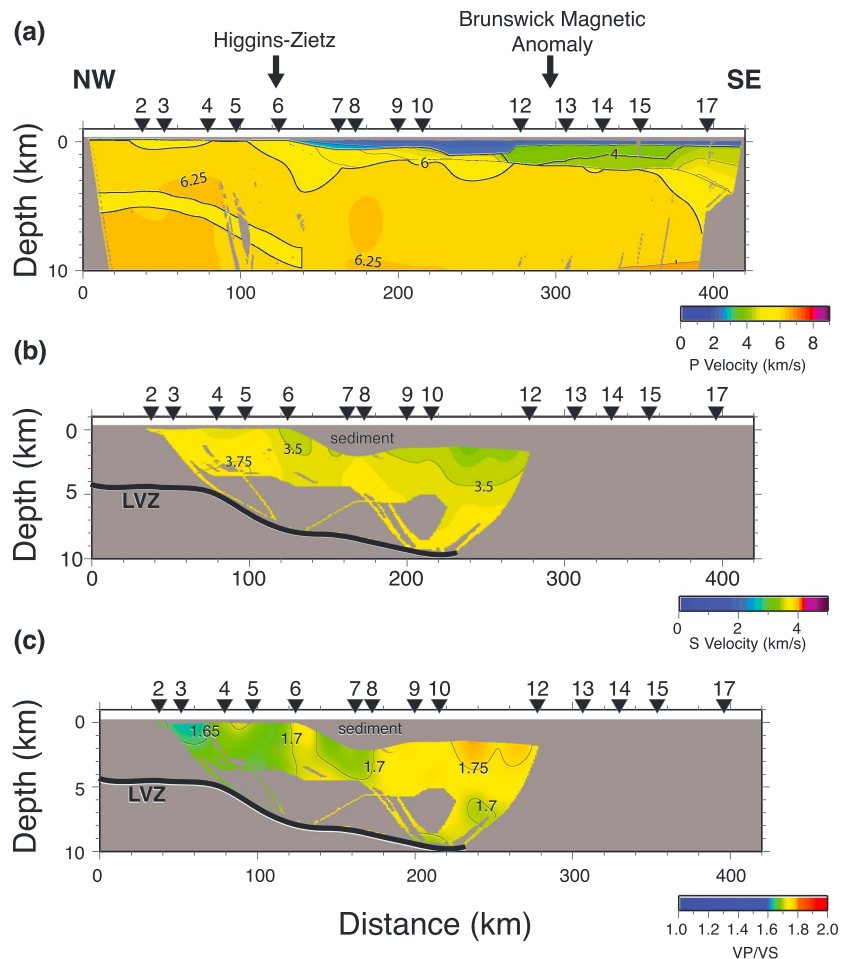 (a)
Higgins-Zietz
Brunswick Magnetic
Anomaly
NW
SE
2 3 4 5 6 7 8 9 10 12 13 14 15 17
Depth (km)
0
10
6.25
6
4
6.25
0 100 200 300 400
0 2 4 6 8
P Velocity (km/s)
(b)
2 3 4 5 6 7 8 9 10 12 13 14 15 17
Depth (km)
0
5
10
sediment
3.5
3.75
3.5
LVZ
0 100 200 300 400
0 2 4
S Velocity (km/s)
(c)
2 3 4 5 6 7 8 9 10 12 13 14 15 17
Depth (km)
0
5
10
sediment
1.65
1.7
1.7
1.75
1.7
LVZ
0 100 200 300 400
Distance (km)
1.0 1.2 1.4 1.6 1.8 2.0
VP/VS